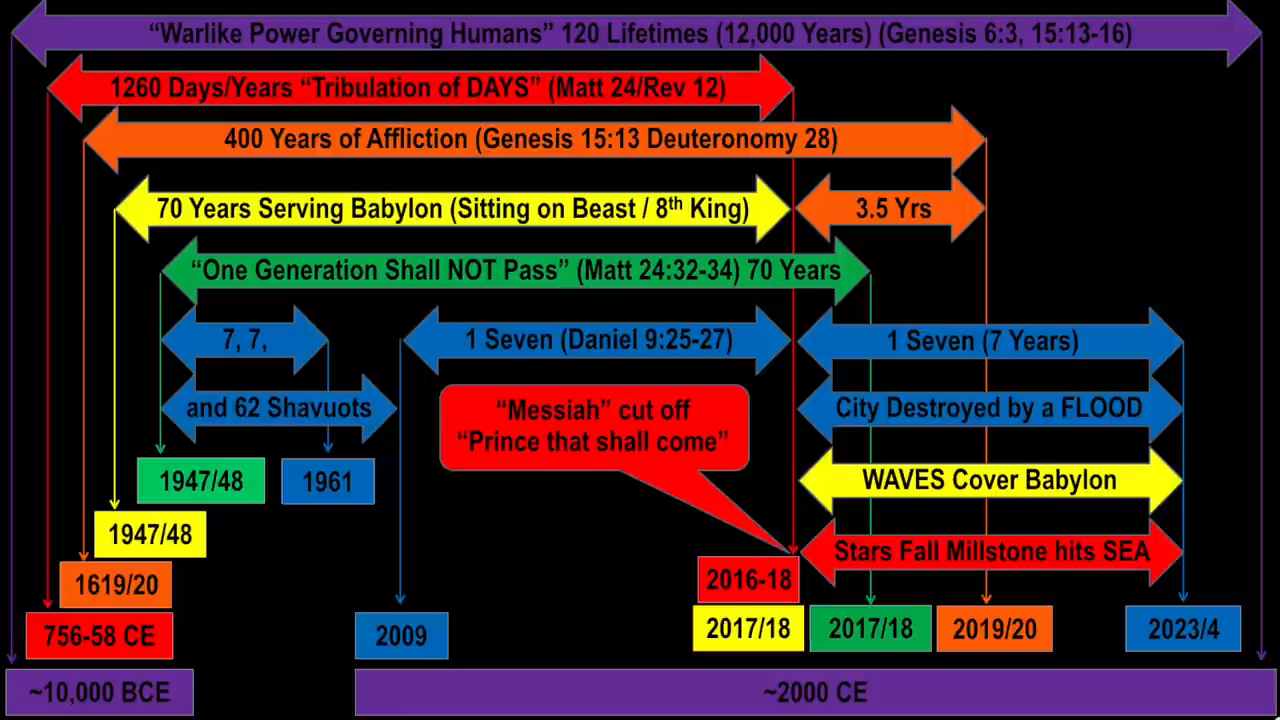 “Warlike Power Governing Humans” 120 Lifetimes (12,000 Years) (Genesis 6:3, 15:13-16)
1260 Days/Years “Tribulation of DAYS” (Matt 24/Rev 12)
400 Years of Affliction (Genesis 15:13 Deuteronomy 28)
70 Years Serving Babylon (Sitting on Beast / 8th King)
3.5 Yrs
“One Generation Shall NOT Pass” (Matt 24:32-34) 70 Years
7, 7,
1 Seven (Daniel 9:25-27)
1 Seven (7 Years)
and 62 Shavuots
“Messiah” cut off
“Prince that shall come”
City Destroyed by a FLOOD
WAVES Cover Babylon
Stars Fall Millstone hits SEA
1947/48
1961
1947/48
1619/20
2016-18
756-58 CE
2009
2017/18
2017/18
2019/20
2023/4
~10,000 BCE
~2000 CE